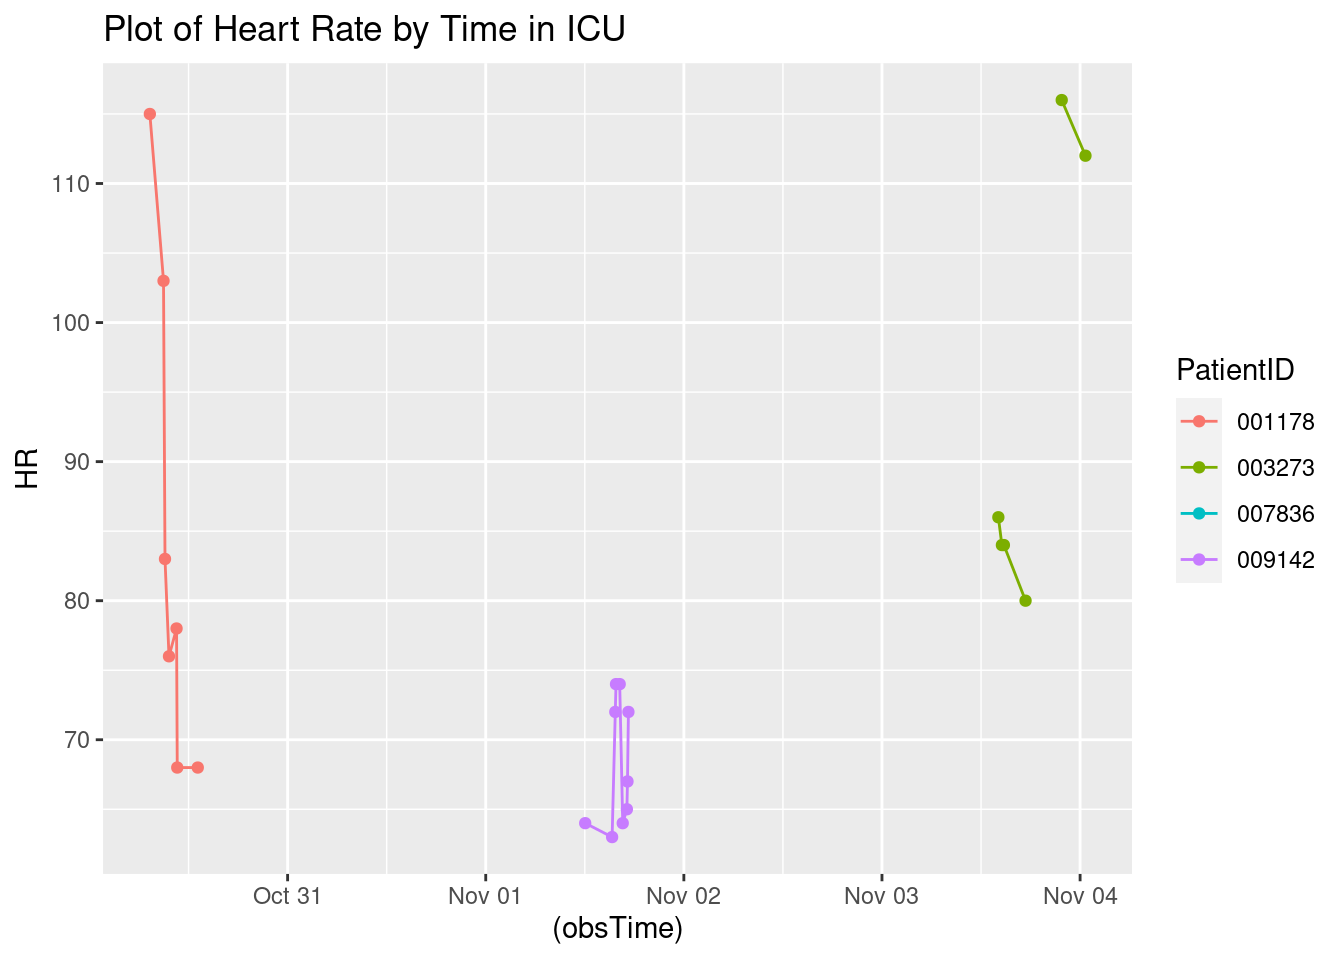 Plot of Heart Rate by Time in ICU
110
100
90
80
70
HR
Oct 31
Nov 01
Nov 02
Nov 03
Nov 04
(obsTime)
PatientID
001178
003273
007836
009142